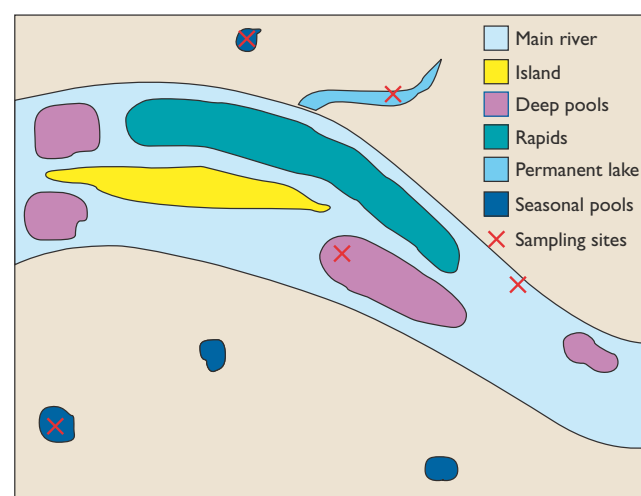 Main river
Island
Deep pools
Rapids
Permanent lake
Seasonal pools
Sampling sites